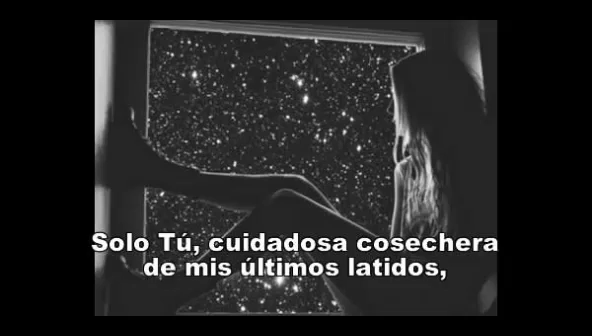 Solo Tú, cuidadosa cosechera
de mis últimos latidos,